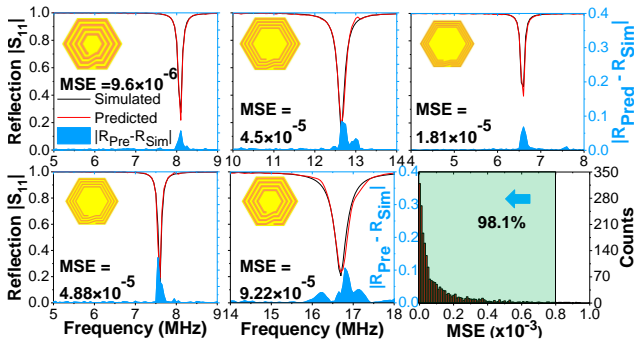 Reflection |S11|
1.0
0.8
0.6
0.4
0.2
0.0
MSE =9.6×10-6
Simulated
Predicted
|RPre-RSim|
5 6 7 8 9
MSE =
4.5×10-5
10 11 12 13 14
MSE =
1.81×10-5
4 5 6 7 8
0.4
0.3
0.2
0.1
0.0
|RPred - RSim|
Reflection |S11|
1.0
0.8
0.6
0.4
0.2
0.0
MSE =
4.88×10-5
5 6 7 8 9
Frequency (MHz)
MSE =
9.22×10-5
14 15 16 17 18
Frequency (MHz)
|RPre - RSim|
0.4
0.3
0.2
0.1
0.0
98.1%
0.0 0.2 0.4 0.6 0.8 1.0
MSE (x10-3)
350
280
210
140
70
0
Counts